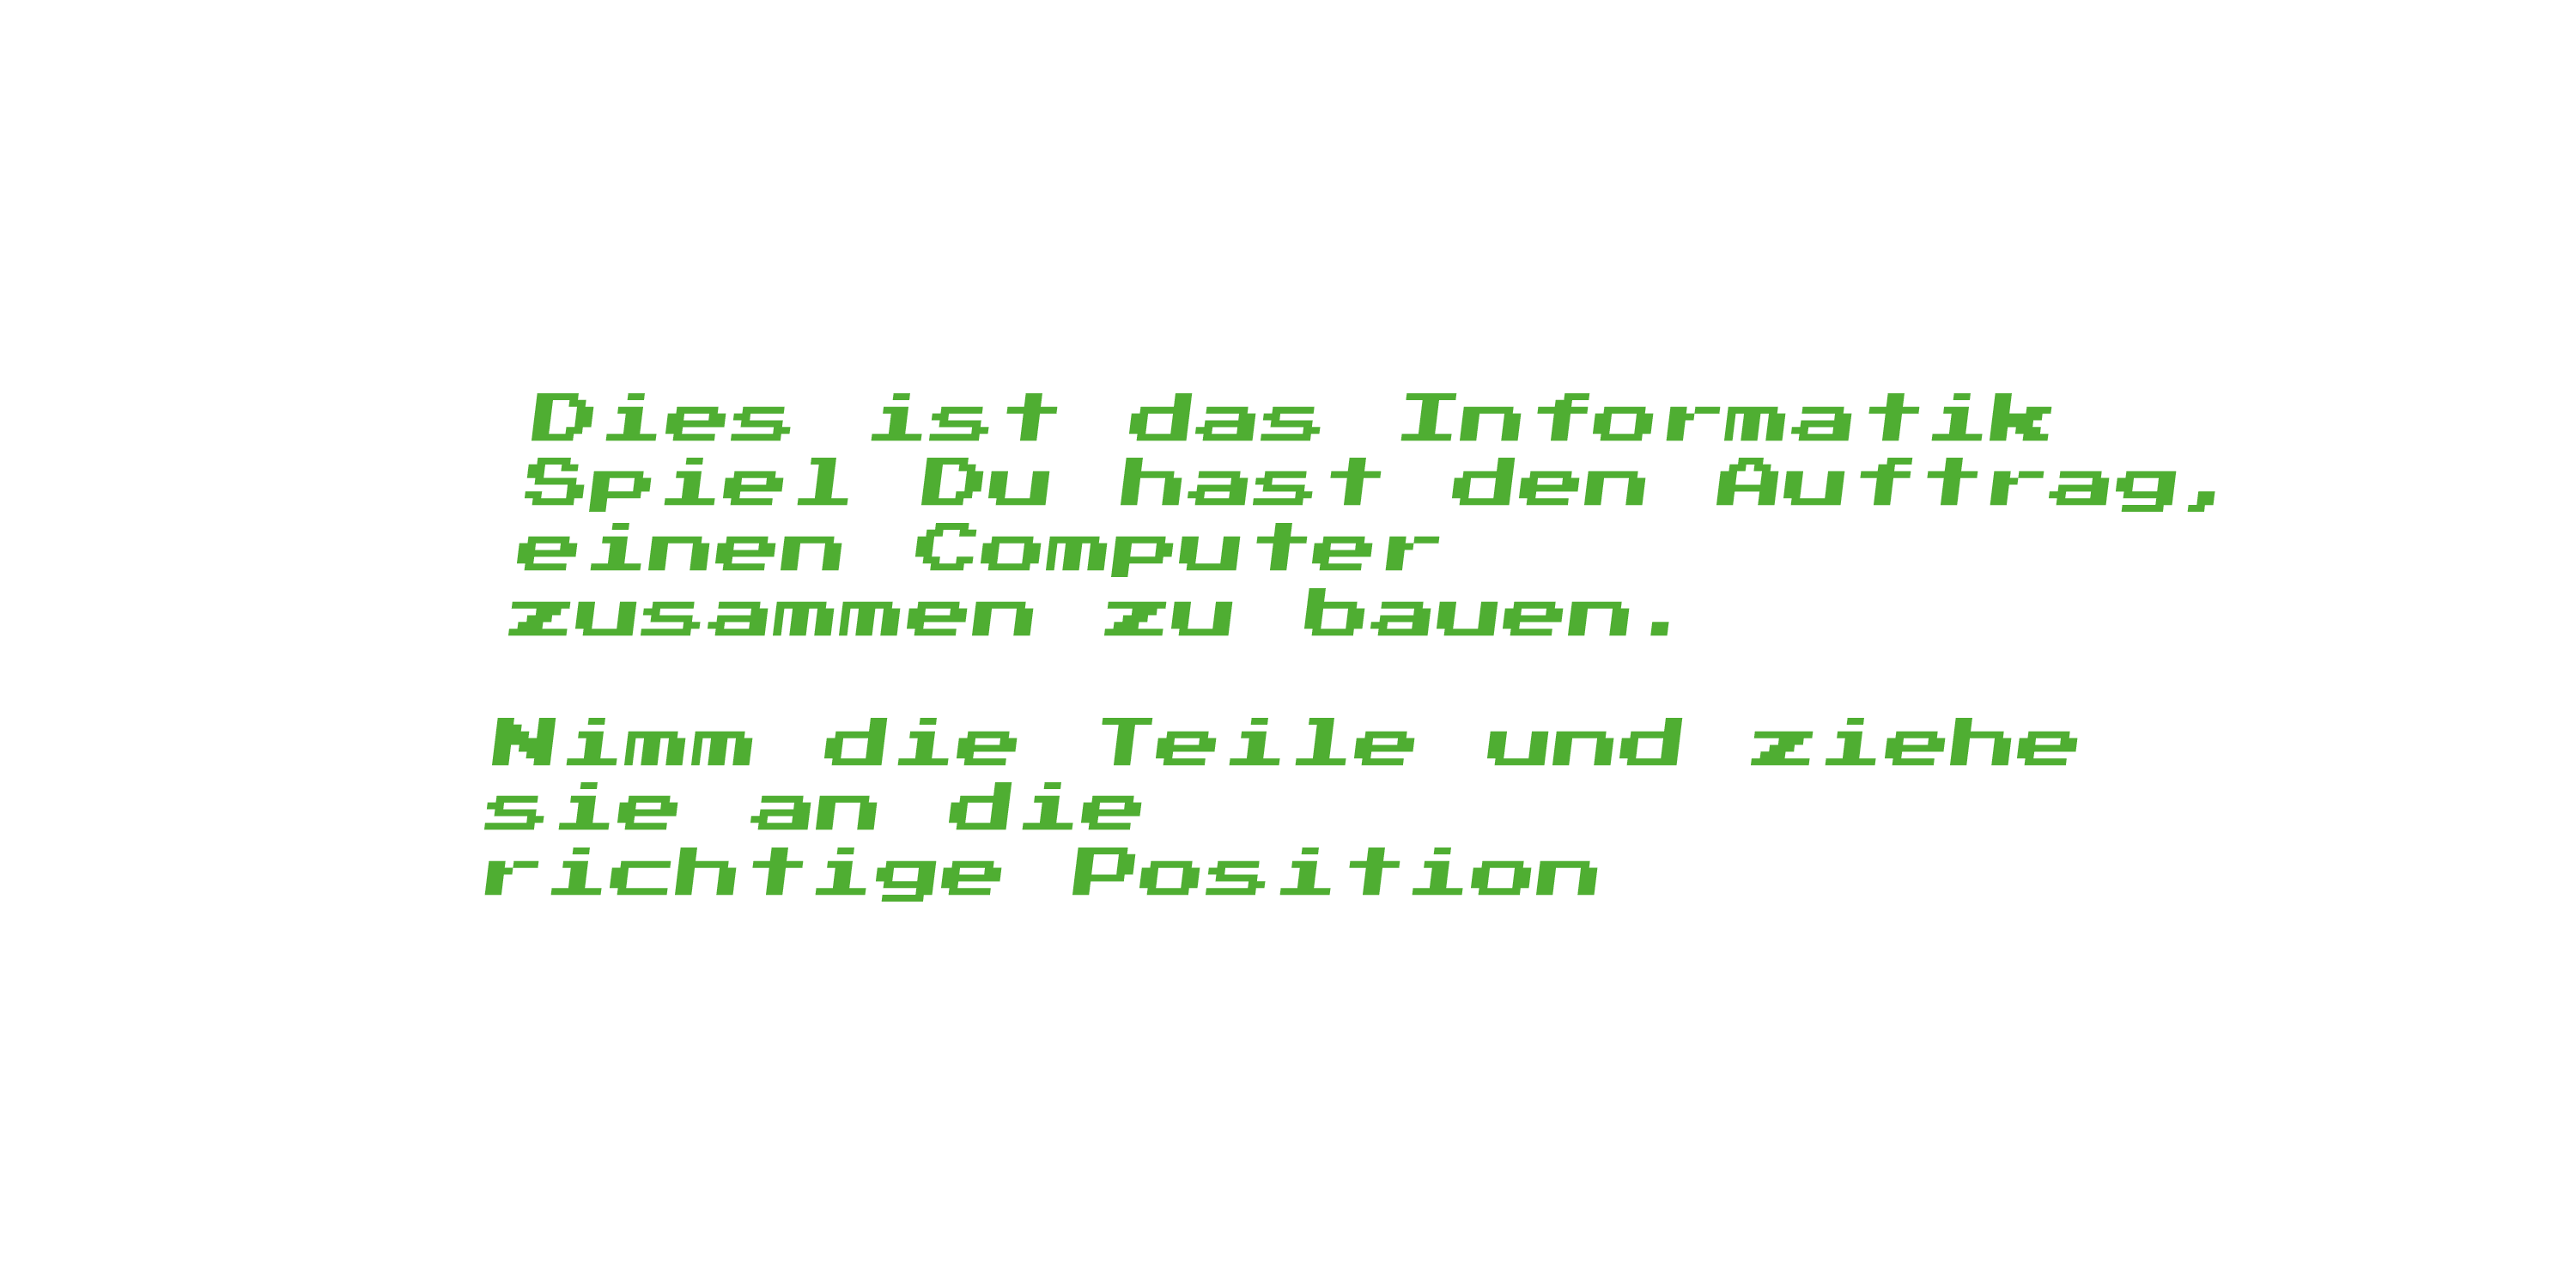 Dies ist das Informatik
Spiel Du hast den Auftrag,
einen Computer
zusammen zu bauen.
Nimm die Teile und ziehe
sie an die
richtige Position